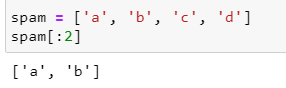 spam = ['a', 'b', 'c', 'd']
spam[:2]
['a', 'b']